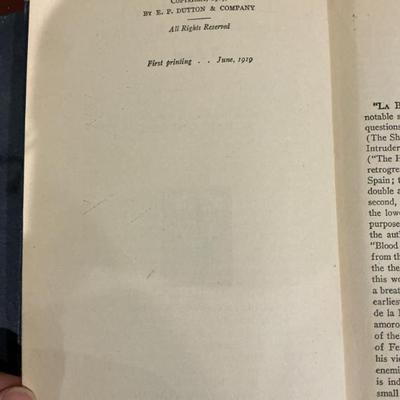 BY E. P. DUTTON & COMPANY
All Rights Reserved
First printing . . June, 1919
"LA B
notable s
questions
(The Sh
Intruder
("The H
retrogre
Spain; t
double a
second,
the lowe
purpose
the aut
"Blood
from th
the the
this wo
a breat
earliest
de la
amoro
of the
of Fe
his vi
enemi
is ind
small